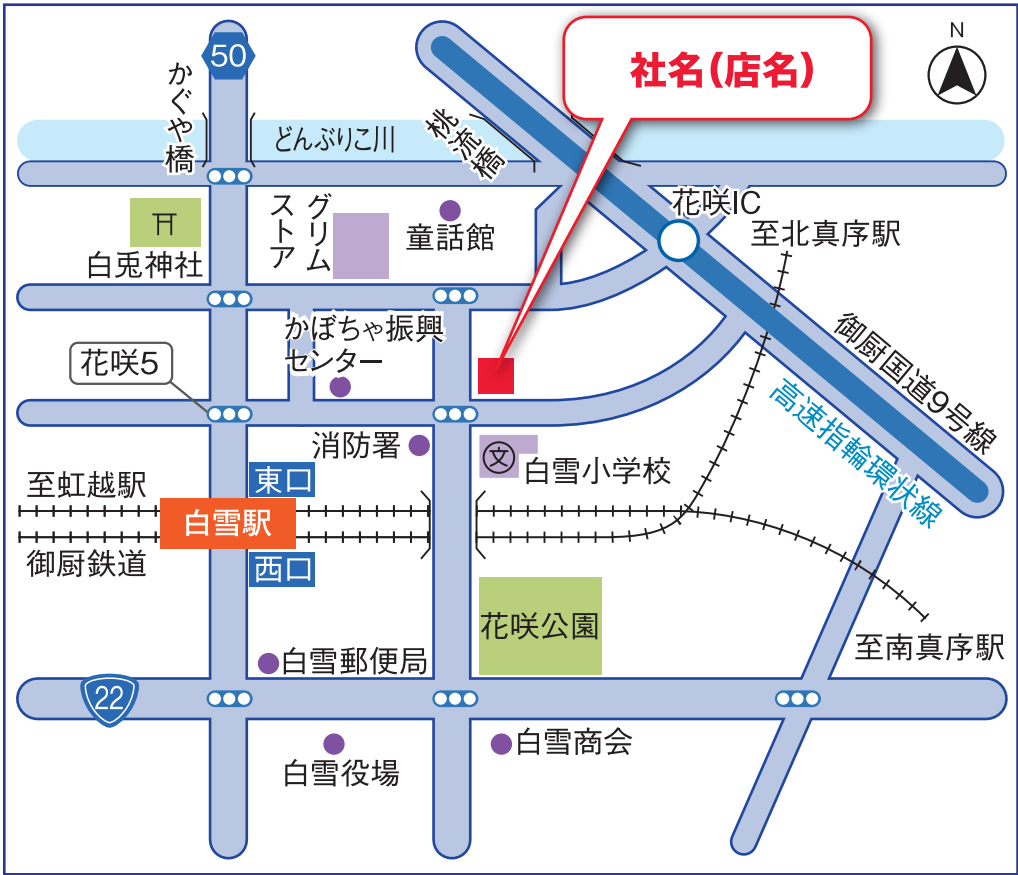 50
社名(店名)
N
かぐや橋
どんぶりこ川
桃流橋
花咲IC
至北真序駅
グリム
ストア
童話館
白兎神社
かぼちゃ振興
センター
花咲5
御厨国道9号線
高速指輪環状線
消防署
文
白雪小学校
東口
至虹越駅
白雪駅
御厨鉄道
西口
花咲公園
至南真序駅
白雪郵便局
22
白雪商会
白雪役場